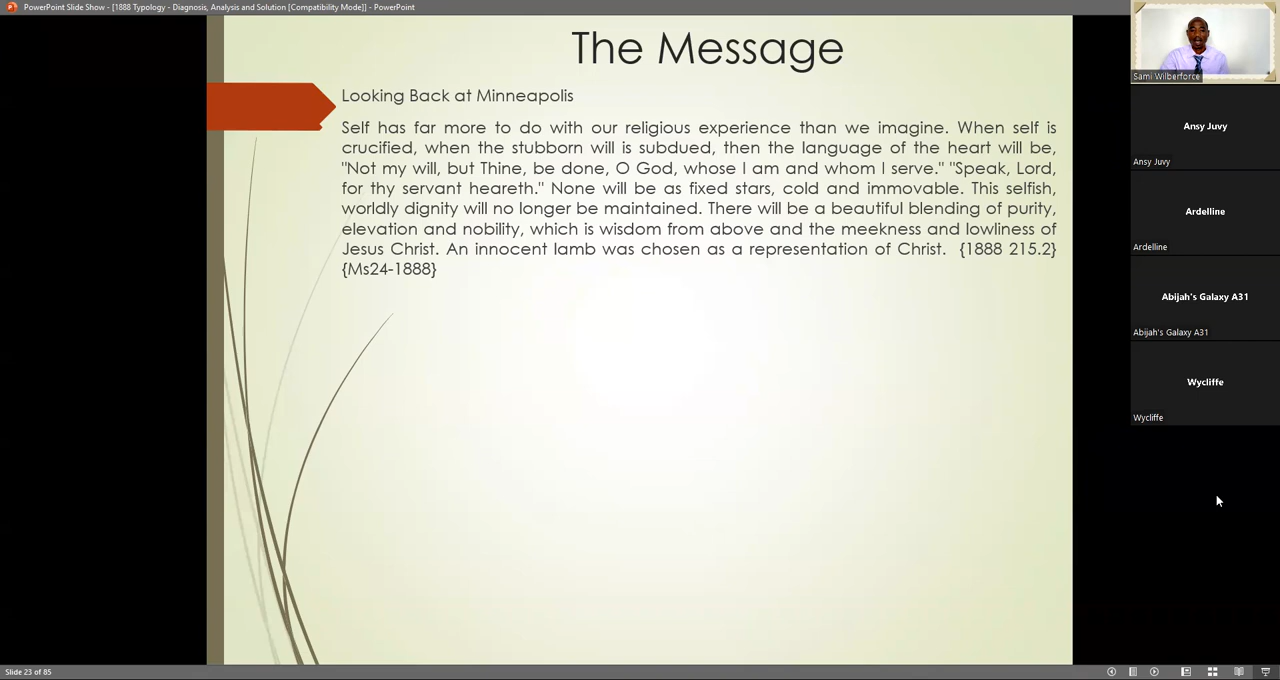 PowerPoint Slide Show - [1888 Typology - Diagnosis, Analysis and Solution [Compatibility Mode]] - PowerPoint
The Message
Looking Back at Minneapolis
Self has far more to do with our religious experience than we imagine. When self is
crucified, when the stubborn will is subdued, then the language of the heart will be,
"Not my will, but Thine, be done, O God, whose I am and whom I serve." "Speak, Lord,
for thy servant heareth." None will be as fixed stars, cold and immovable. This selfish,
worldly dignity will no longer be maintained. There will be a beautiful blending of purity,
elevation and nobility, which is wisdom from above and the meekness and lowliness of
Jesus Christ. An innocent lamb was chosen as a representation of Christ. {1888 215.2}
{Ms24-1888}
Sami Wilberforce
Ansy Juvy
Ansy Juvy
Ardelline
Ardelline
Abijah's Galaxy A31
Abijah's Galaxy A31
Wycliffe
Wycliffe
Slide 23 of 85